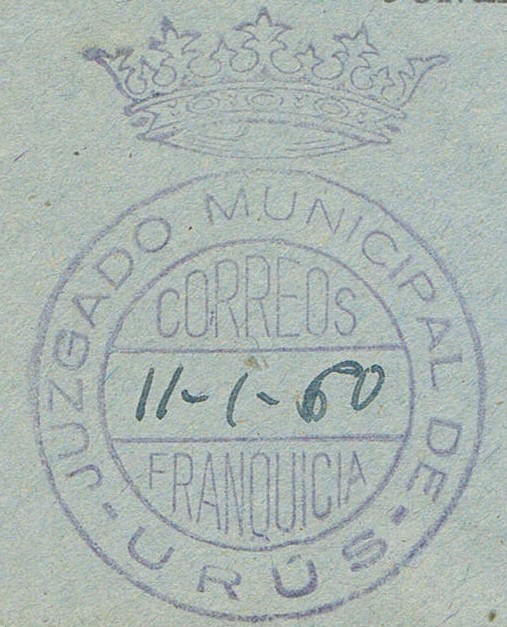 JUZGADO MUNICIPAL DE
- URÚS -
CORREOS
11-1-60
FRANQUICIA